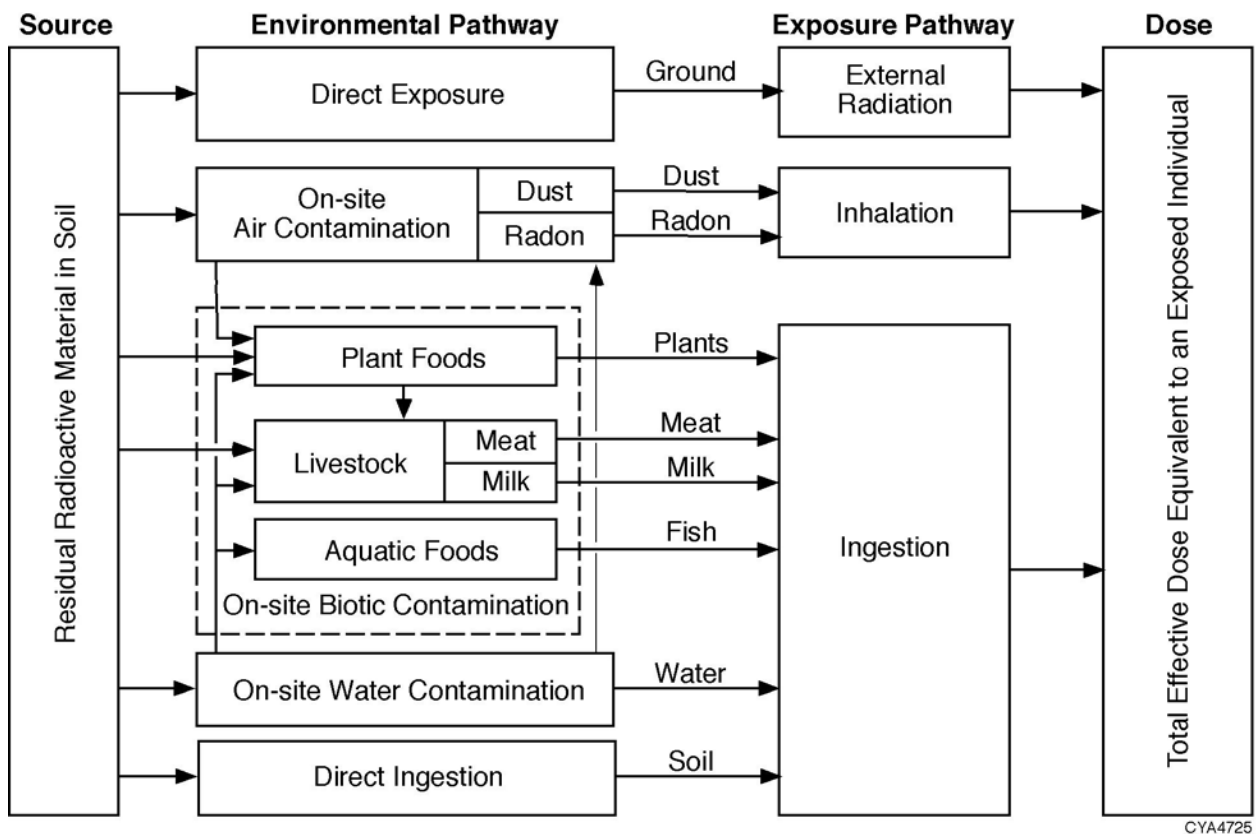 Source
Environmental Pathway
Exposure Pathway
Dose
Residual Radioactive Material in Soil
Direct Exposure
Ground
External
Radiation
Total Effective Dose Equivalent to an Exposed Individual
On-site
Air Contamination
Dust
Radon
Dust
Radon
Inhalation
Plant Foods
Plants
Livestock
Meat
Milk
Meat
Milk
Aquatic Foods
Fish
Ingestion
On-site Biotic Contamination
On-site Water Contamination
Water
Direct Ingestion
Soil
CYA4725